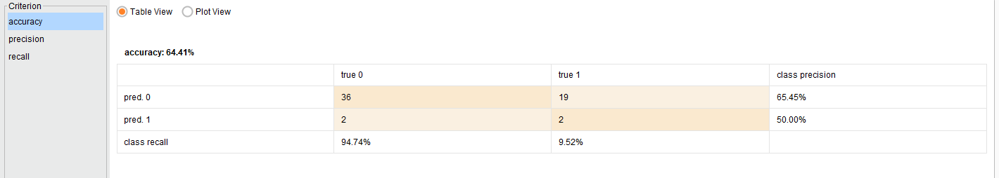 Criterion
accuracy
precision
recall
Table View Plot View
accuracy: 64.41%
true 0 true 1 class precision
pred. 0 36 19 65.45%
pred. 1 2 2 50.00%
class recall 94.74% 9.52%